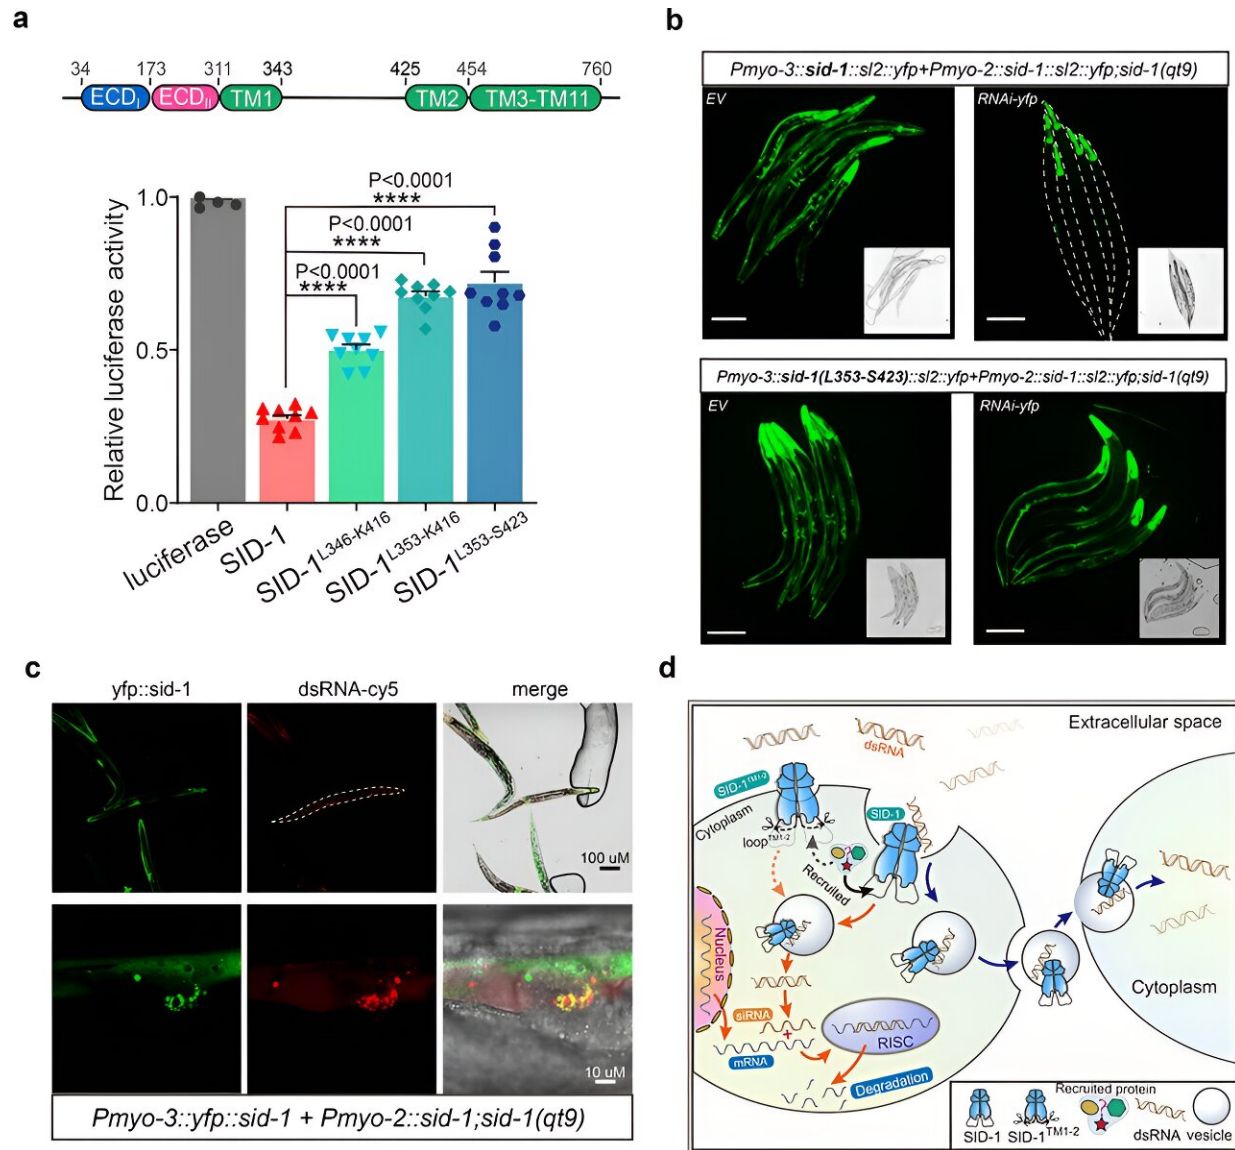 a
34 173 311 343 425 454 760
ECDI ECDII TM1 TM2 TM3-TM11
Relative luciferase activity
1.0
0.5
0.0
P<0.0001
****
P<0.0001
****
P<0.0001
****
luciferase
SID-1
SID-1L346-K416
SID-1L353-K416
SID-1L353-S423
b
Pmyo-3::sid-1::sl2::yfp+Pmyo-2::sid-1::sl2::yfp;sid-1(qt9)
EV
RNAi-yfp
Pmyo-3::sid-1(L353-S423)::sl2::yfp+Pmyo-2::sid-1::sl2::yfp;sid-1(qt9)
EV
RNAi-yfp
c
yfp::sid-1 dsRNA-cy5 merge
100 uM
10 uM
Pmyo-3::yfp::sid-1 + Pmyo-2::sid-1;sid-1(qt9)
d
Extracellular space
dsRNA
SID-1TM1-2
SID-1
Cytoplasm
loopTM1-2
Recruited
Nucleus
siRNA
+
mRNA
RISC
Degradation
Cytoplasm
Recruited protein
SID-1
SID-1TM1-2
dsRNA vesicle